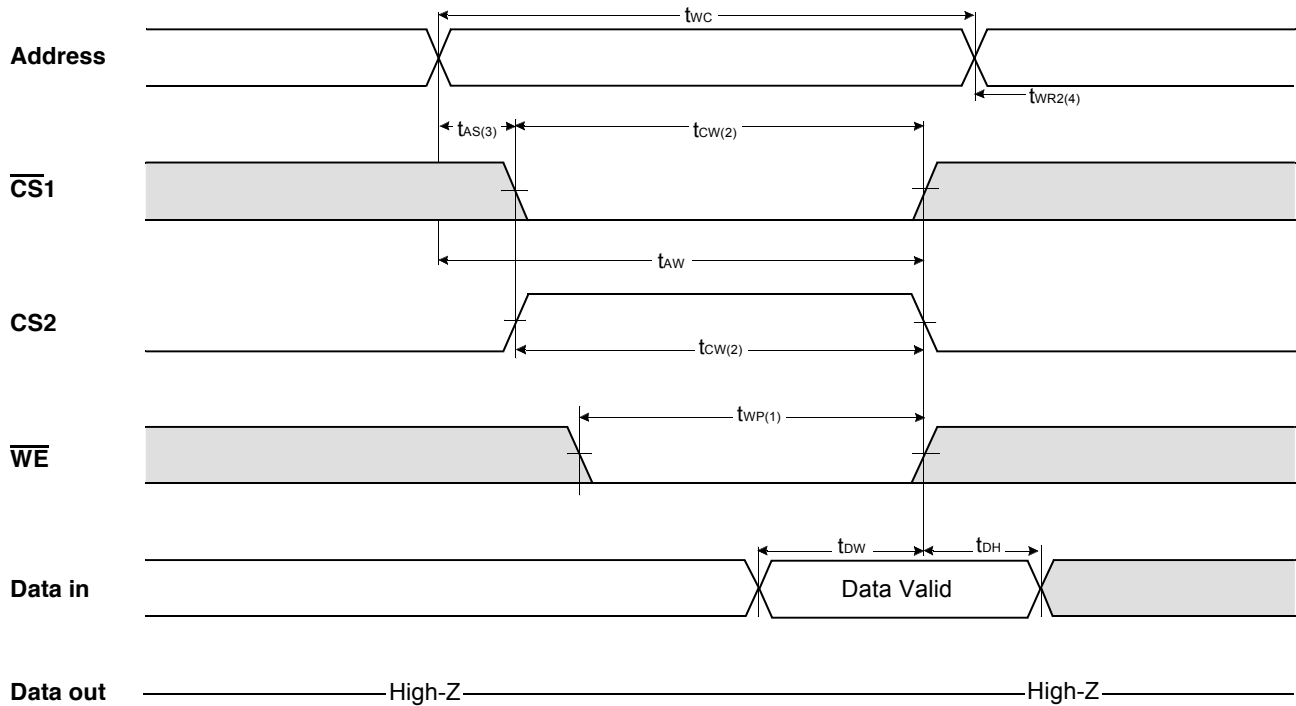 tWC
Address
tWR2(4)
tAS(3) tCW(2)
CS1
tAW
CS2
tCW(2)
tWP(1)
WE
tDW tDH
Data in Data Valid
Data out High-Z High-Z